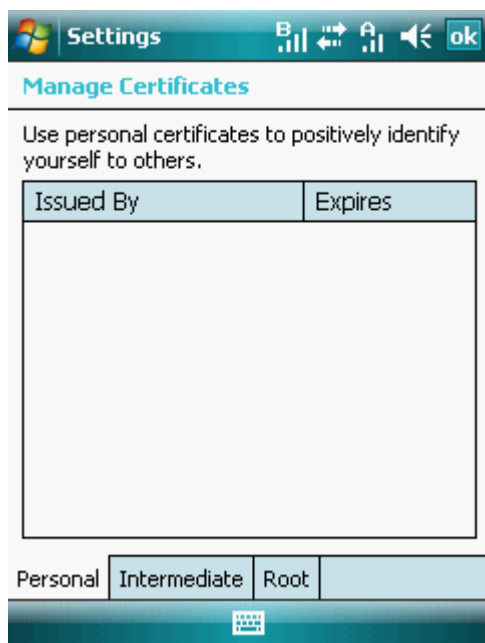 Settings B A ok
Manage Certificates
Use personal certificates to positively identify
yourself to others.
Issued By Expires
Personal Intermediate Root